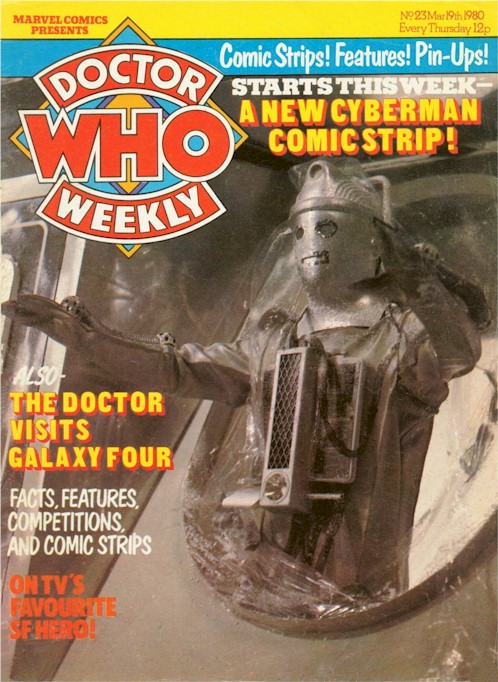 MARVEL COMICS
PRESENTS
Nº23 Mar 19th 1980
Every Thursday 12p
Comic Strips! Features! Pin-Ups!
DOCTOR
WHO
WEEKLY
STARTS THIS WEEK—
A NEW CYBERMAN
COMIC STRIP!
ALSO-
THE DOCTOR
VISITS
GALAXY FOUR
FACTS, FEATURES,
COMPETITIONS,
AND COMIC STRIPS
ON TV'S
FAVOURITE
SF HERO!